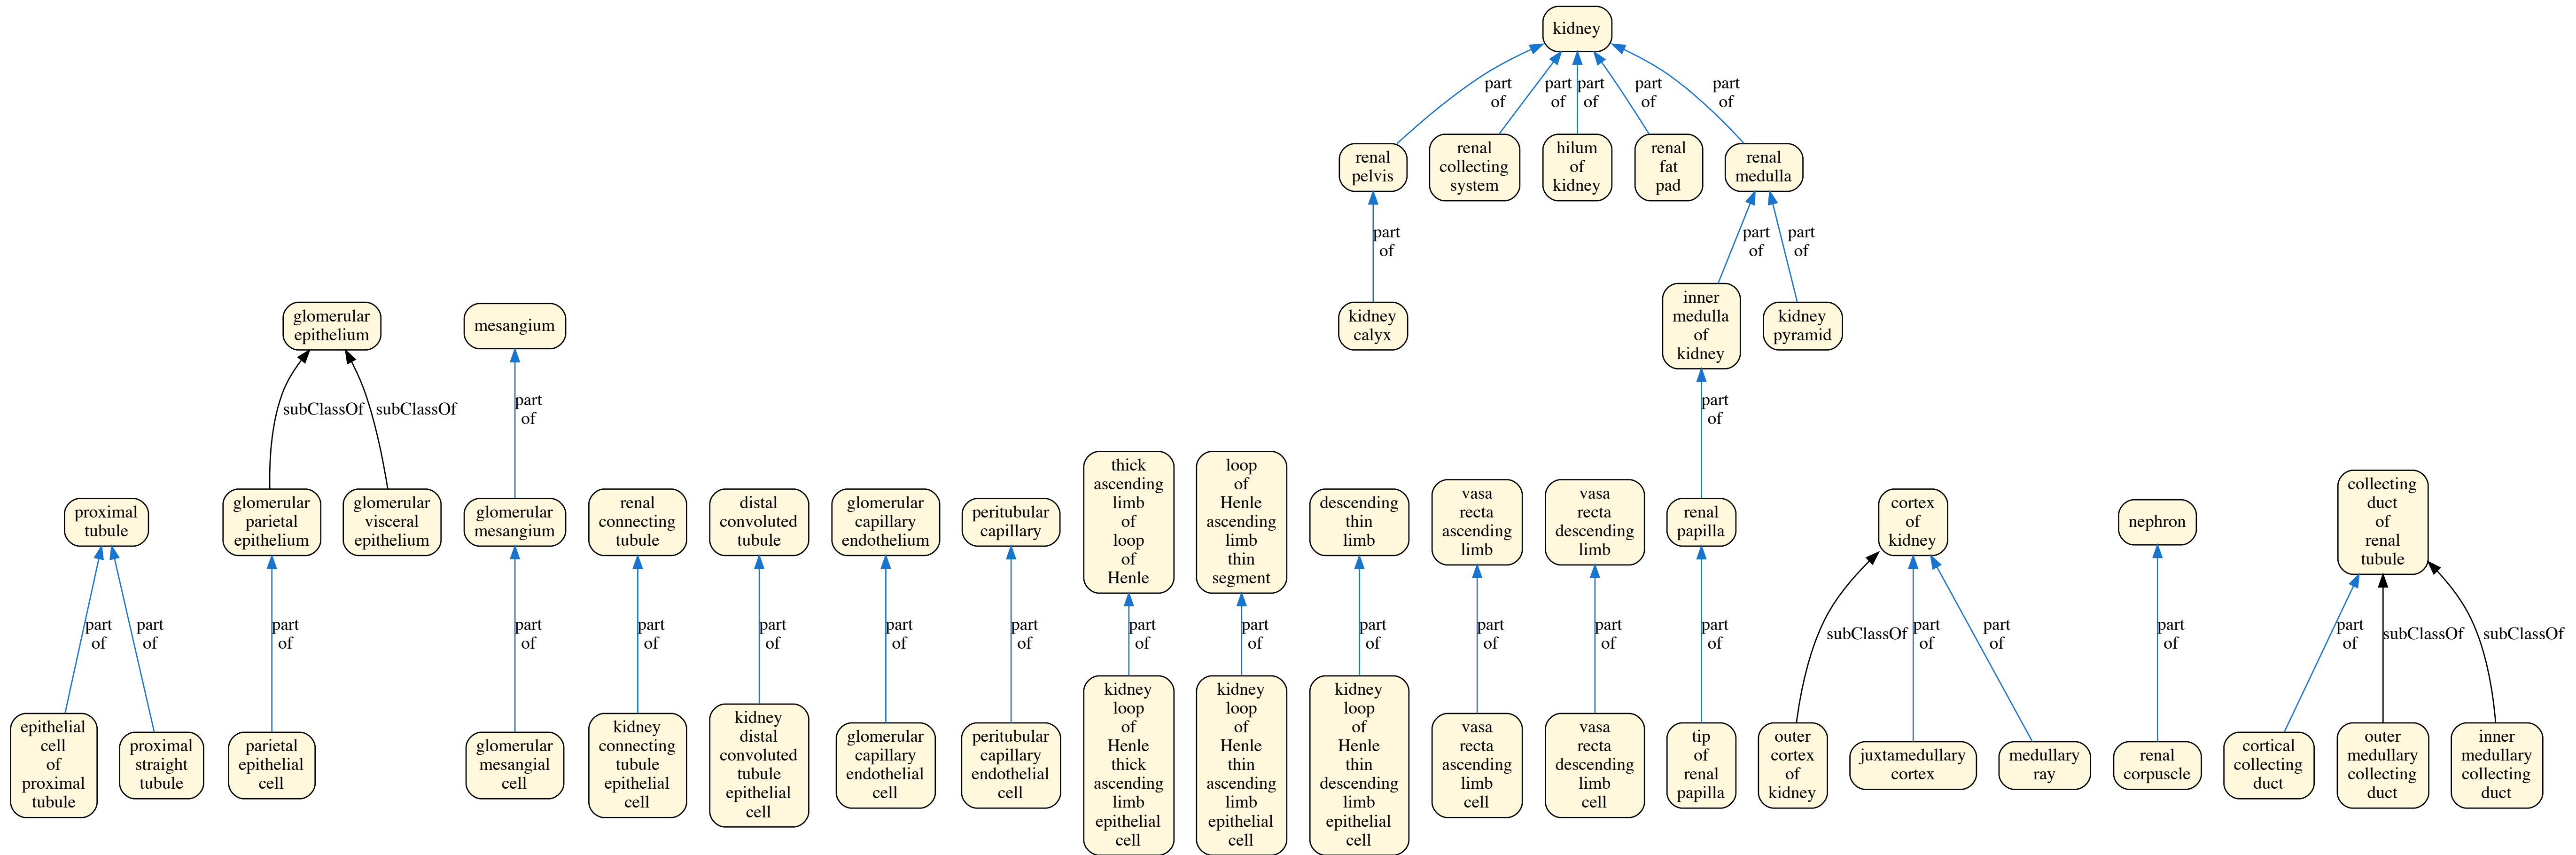 kidney
part
of
part
of
part
of
part
of
part
of
renal
pelvis
renal
collecting
system
hilum
of
kidney
renal
fat
pad
renal
medulla
part
of
part
of
part
of
glomerular
epithelium
mesangium
kidney
calyx
inner
medulla
of
kidney
kidney
pyramid
subClassOf
subClassOf
part
of
part
of
proximal
tubule
glomerular
parietal
epithelium
glomerular
visceral
epithelium
glomerular
mesangium
renal
connecting
tubule
distal
convoluted
tubule
glomerular
capillary
endothelium
peritubular
capillary
thick
ascending
limb
of
loop
of
Henle
loop
of
Henle
ascending
limb
thin
segment
descending
thin
limb
vasa
recta
ascending
limb
vasa
recta
descending
limb
renal
papilla
cortex
of
kidney
nephron
collecting
duct
of
renal
tubule
part
of
part
of
part
of
part
of
part
of
part
of
part
of
part
of
part
of
part
of
part
of
part
of
part
of
part
of
subClassOf
part
of
part
of
part
of
part
of
subClassOf
subClassOf
epithelial
cell
of
proximal
tubule
proximal
straight
tubule
parietal
epithelial
cell
glomerular
mesangial
cell
kidney
connecting
tubule
epithelial
cell
kidney
distal
convoluted
tubule
epithelial
cell
glomerular
capillary
endothelial
cell
peritubular
capillary
endothelial
cell
kidney
loop
of
Henle
thick
ascending
limb
epithelial
cell
kidney
loop
of
Henle
thin
ascending
limb
epithelial
cell
kidney
loop
of
Henle
thin
descending
limb
epithelial
cell
vasa
recta
ascending
limb
cell
vasa
recta
descending
limb
cell
tip
of
renal
papilla
outer
cortex
of
kidney
juxtamedullary
cortex
medullary
ray
renal
corpuscle
cortical
collecting
duct
outer
medullary
collecting
duct
inner
medullary
collecting
duct